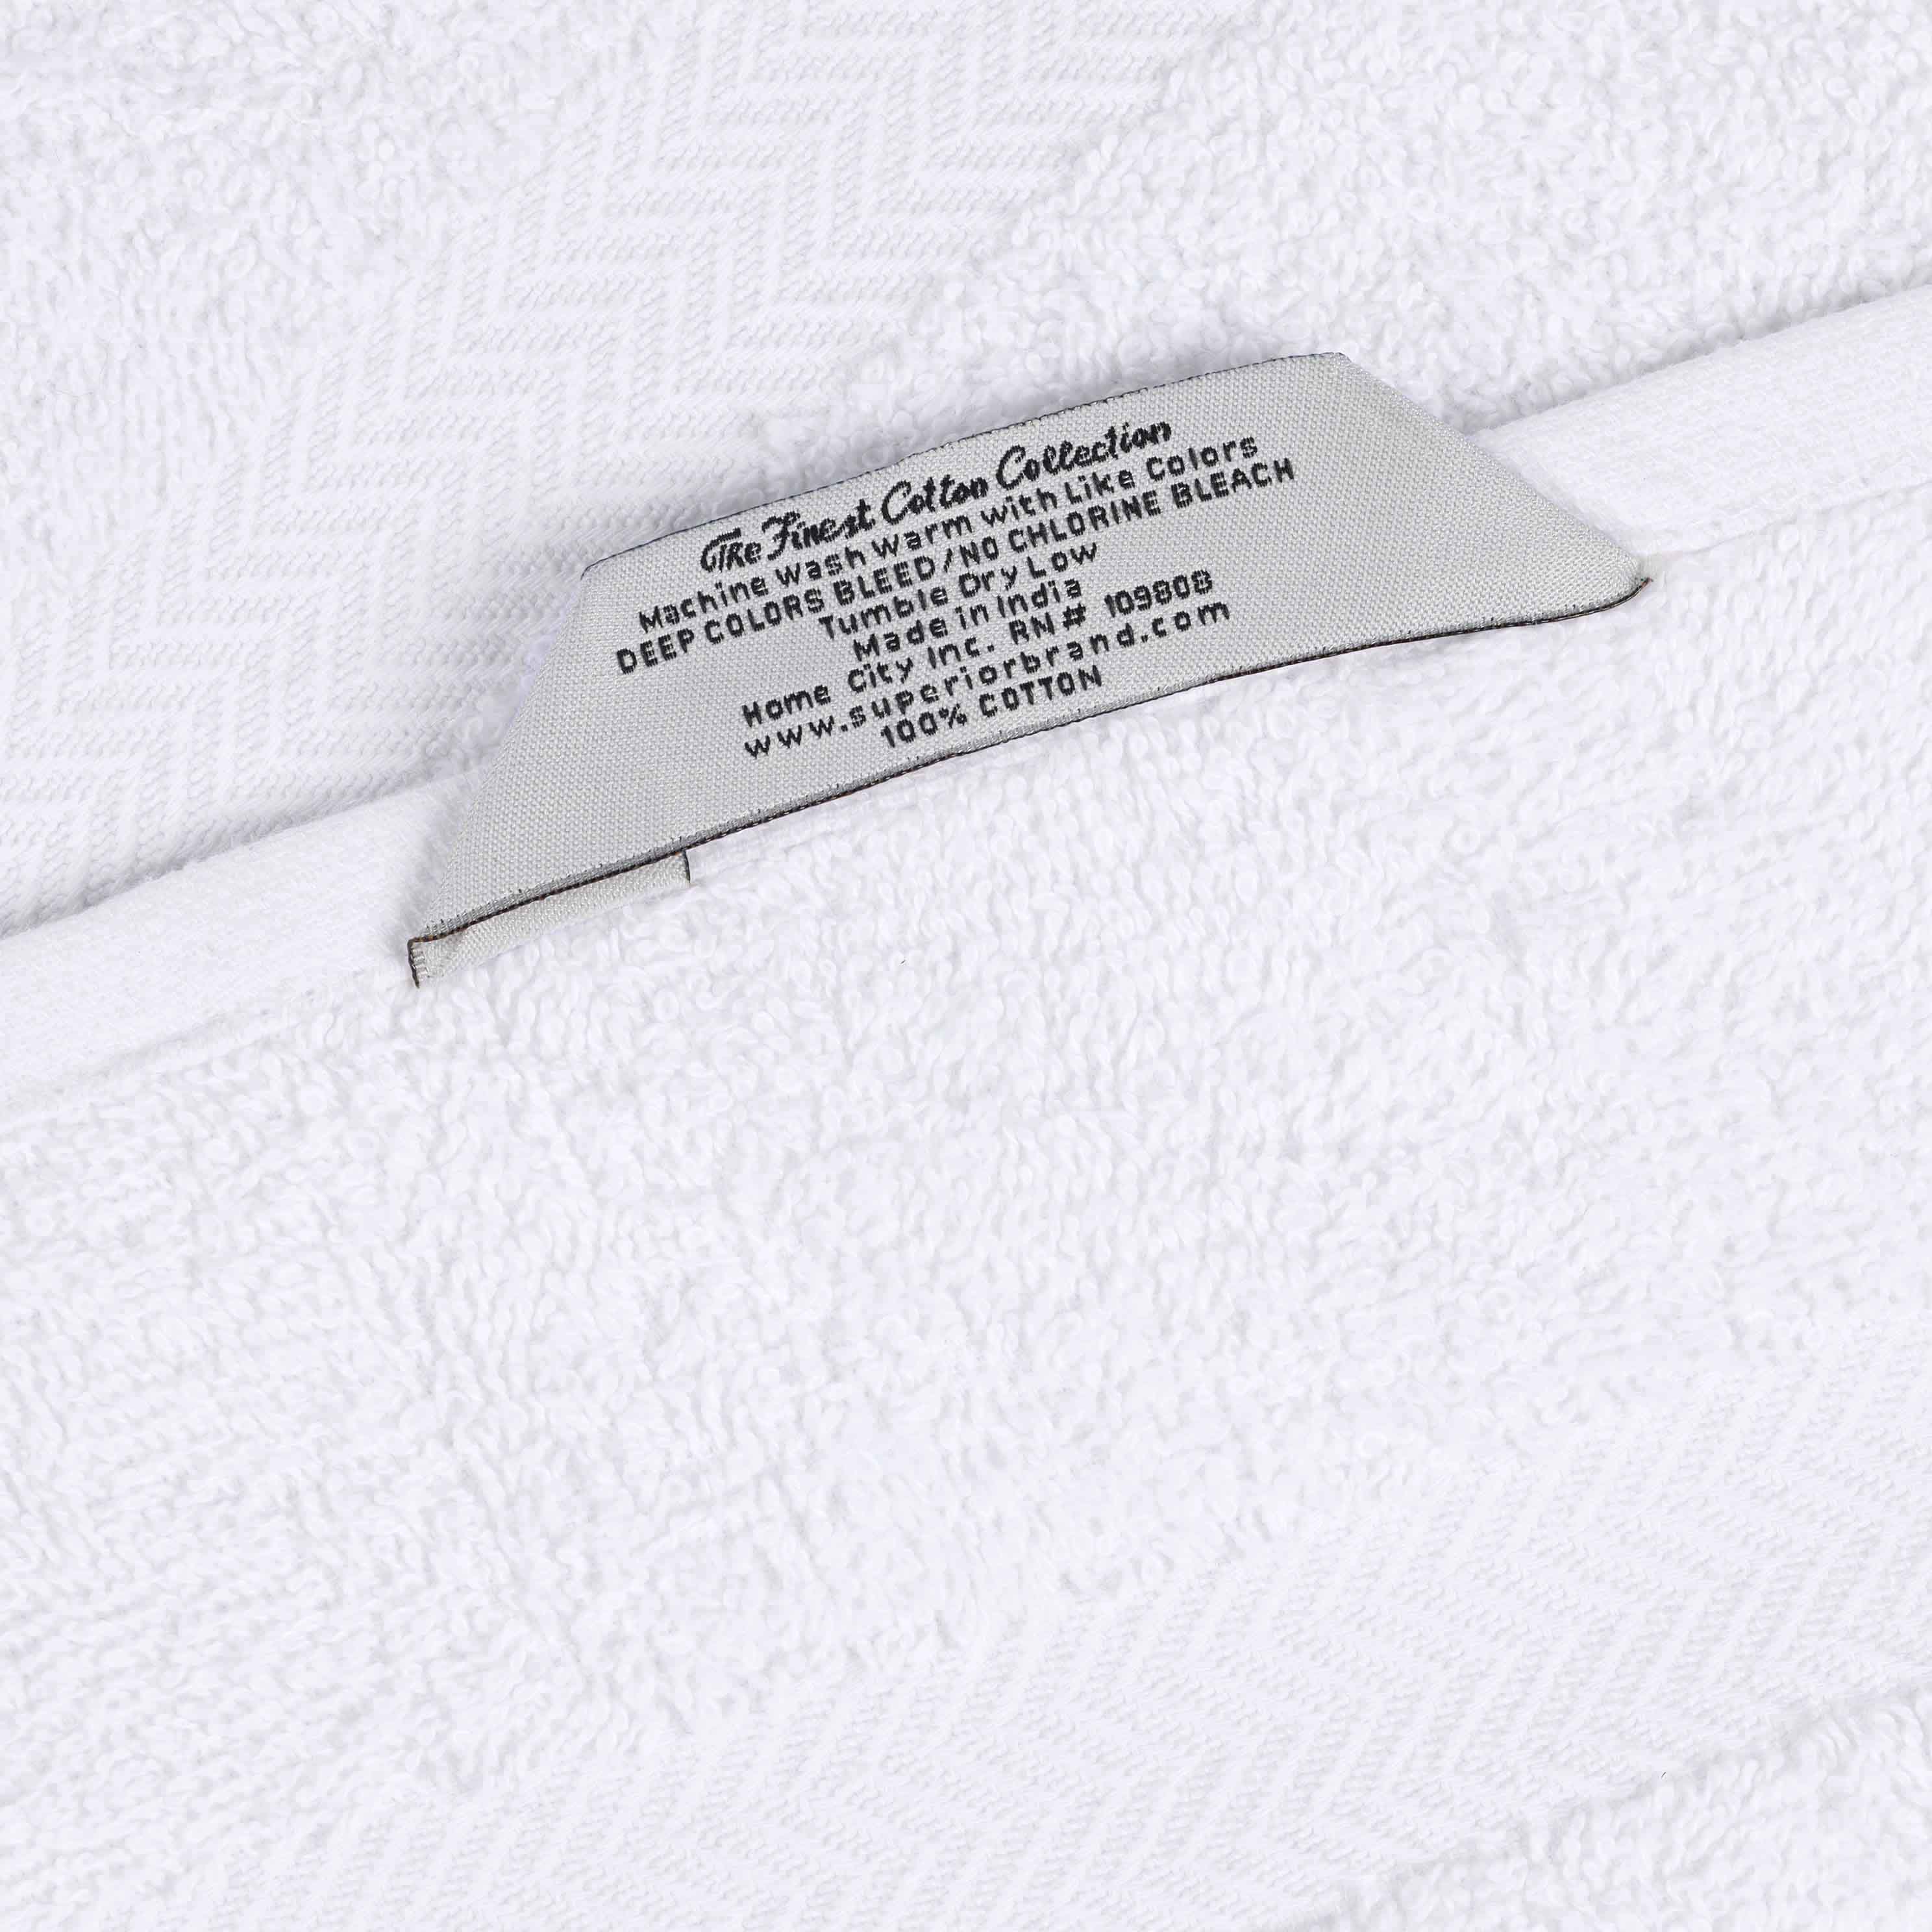 The Finest Cotton Collection
Machine Wash Warm with Like Colors
DEEP COLORS BLEED/NO CHLORINE BLEACH
Tumble Dry Low
Made in India
Home City Inc. RN# 109808
www.superiorbrand.com
100% COTTON